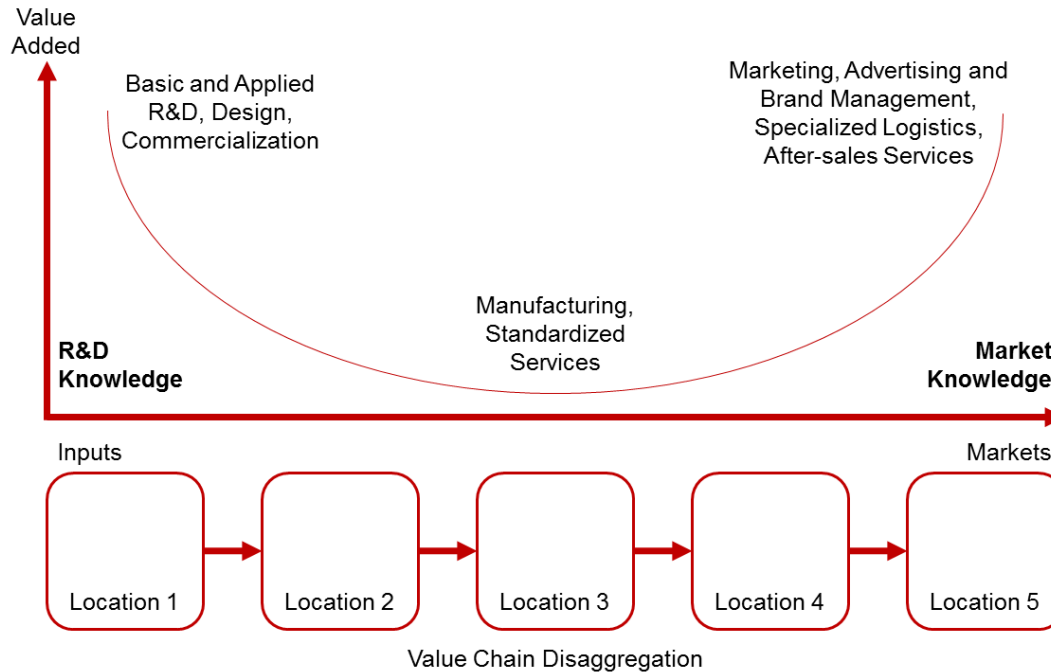 Value
Added
Basic and Applied
R&D, Design,
Commercialization
Marketing, Advertising and
Brand Management,
Specialized Logistics,
After-sales Services
Manufacturing,
Standardized
Services
R&D
Knowledge
Market
Knowledge
Inputs
Markets
Location 1
Location 2
Location 3
Location 4
Location 5
Value Chain Disaggregation